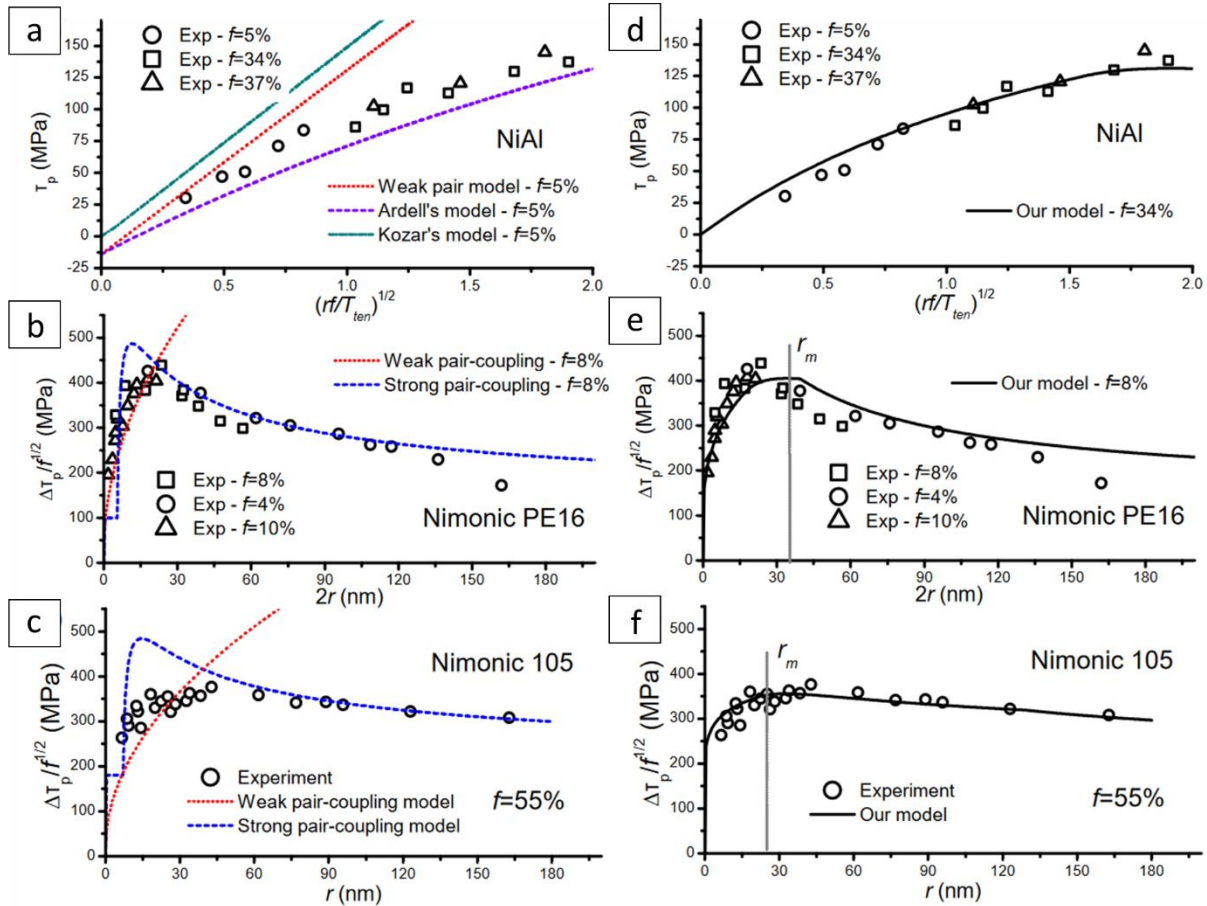 a
Exp - f=5%
Exp - f=34%
Exp - f=37%
150
125
100
75
50
25
0
-25
τp (MPa)
NiAl
Weak pair model - f=5%
Ardell's model - f=5%
Kozar's model - f=5%
0.0 0.5 1.0 1.5 2.0
(rf/Tten)1/2
d
Exp - f=5%
Exp - f=34%
Exp - f=37%
150
125
100
75
50
25
0
-25
τp (MPa)
NiAl
Our model - f=34%
0.0 0.5 1.0 1.5 2.0
(rf/Tten)1/2
b
500
400
300
200
100
0
Δτp/f1/2 (MPa)
Weak pair-coupling - f=8%
Strong pair-coupling - f=8%
Exp - f=8%
Exp - f=4%
Exp - f=10%
Nimonic PE16
0 30 60 90 120 150 180
2r (nm)
e
500
400
300
200
100
0
Δτp/f1/2 (MPa)
rm
Our model - f=8%
Exp - f=8%
Exp - f=4%
Exp - f=10%
Nimonic PE16
0 30 60 90 120 150 180
2r (nm)
c
500
400
300
200
100
0
Δτp/f1/2 (MPa)
Nimonic 105
Experiment
Weak pair-coupling model
Strong pair-coupling model
f=55%
0 30 60 90 120 150 180
r (nm)
f
500
400
300
200
100
0
Δτp/f1/2 (MPa)
rm
Nimonic 105
Experiment
Our model
f=55%
0 30 60 90 120 150 180
r (nm)